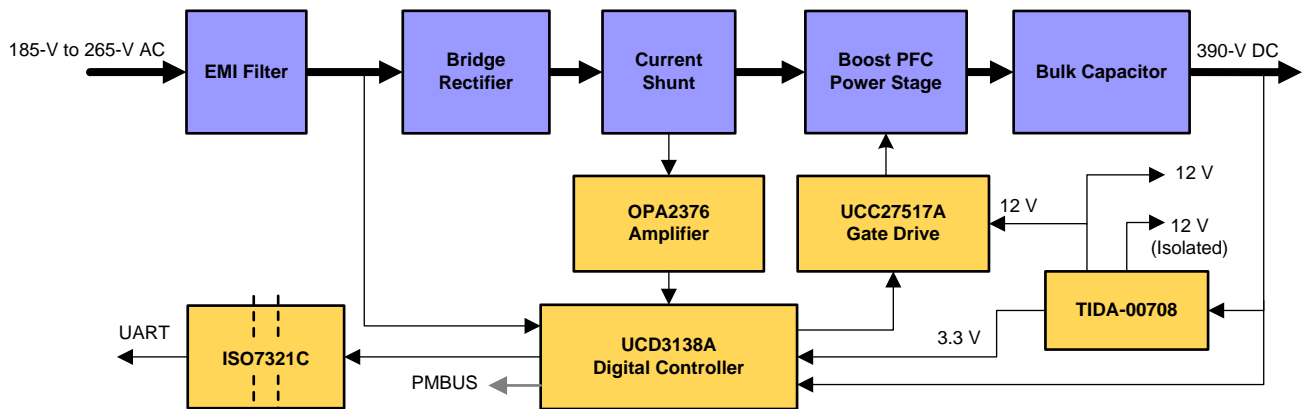 185-V to 265-V AC
EMI Filter
Bridge
Rectifier
Current
Shunt
Boost PFC
Power Stage
Bulk Capacitor
390-V DC
OPA2376
Amplifier
UCC27517A
Gate Drive
12 V
12 V
12 V
(Isolated)
TIDA-00708
UART
ISO7321C
PMBUS
UCD3138A
Digital Controller
3.3 V